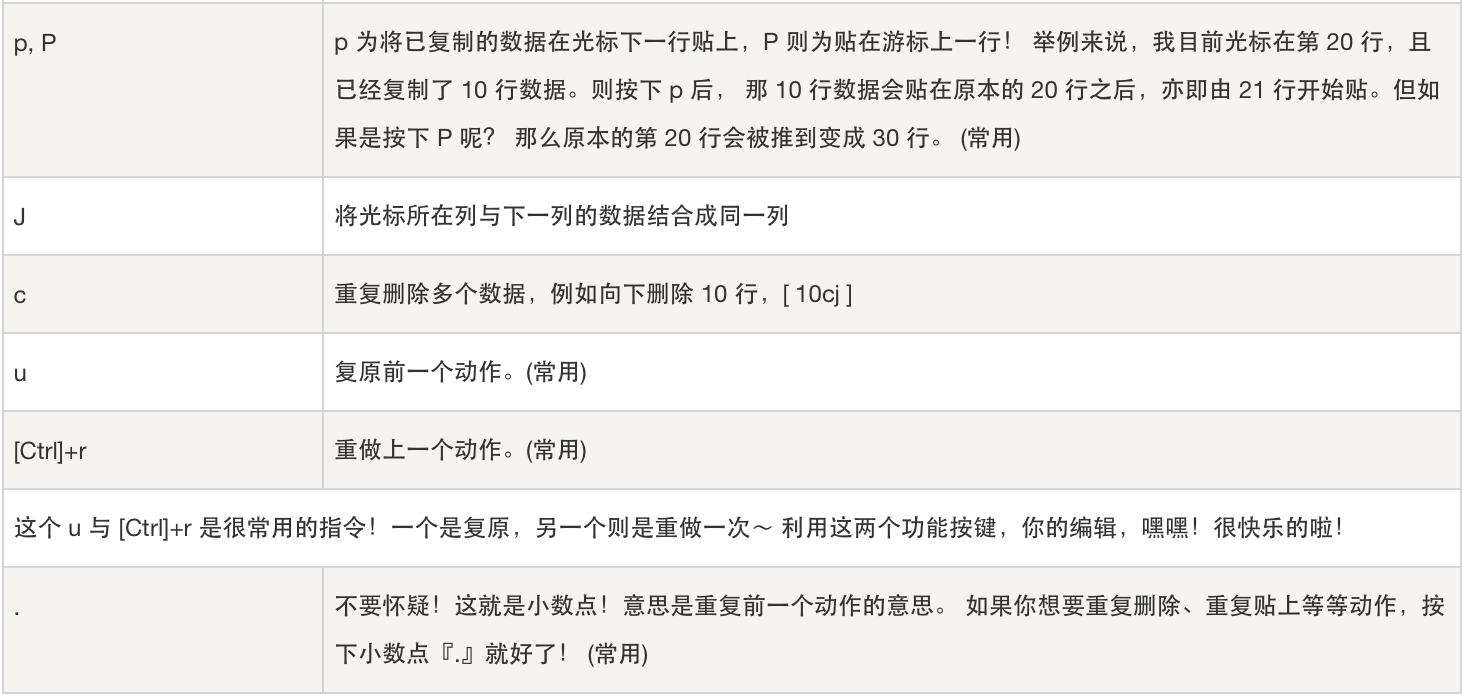 p, P
p 为将已复制的数据在光标下一行贴上，P 则为贴在游标上一行！ 举例来说，我目前光标在第 20 行，且
已经复制了 10 行数据。则按下 p 后， 那 10 行数据会贴在原本的 20 行之后，亦即由 21 行开始贴。但如
果是按下 P 呢？ 那么原本的第 20 行会被推到变成 30 行。 (常用)
J
将光标所在列与下一列的数据结合成同一列
c
重复删除多个数据，例如向下删除 10 行，[ 10cj ]
u
复原前一个动作。(常用)
[Ctrl]+r
重做上一个动作。(常用)
这个 u 与 [Ctrl]+r 是很常用的指令！一个是复原，另一个则是重做一次～ 利用这两个功能按键，你的编辑，嘿嘿！很快乐的啦！
.
不要怀疑！这就是小数点！意思是重复前一个动作的意思。 如果你想要重复删除、重复贴上等等动作，按
下小数点『.』就好了！ (常用)